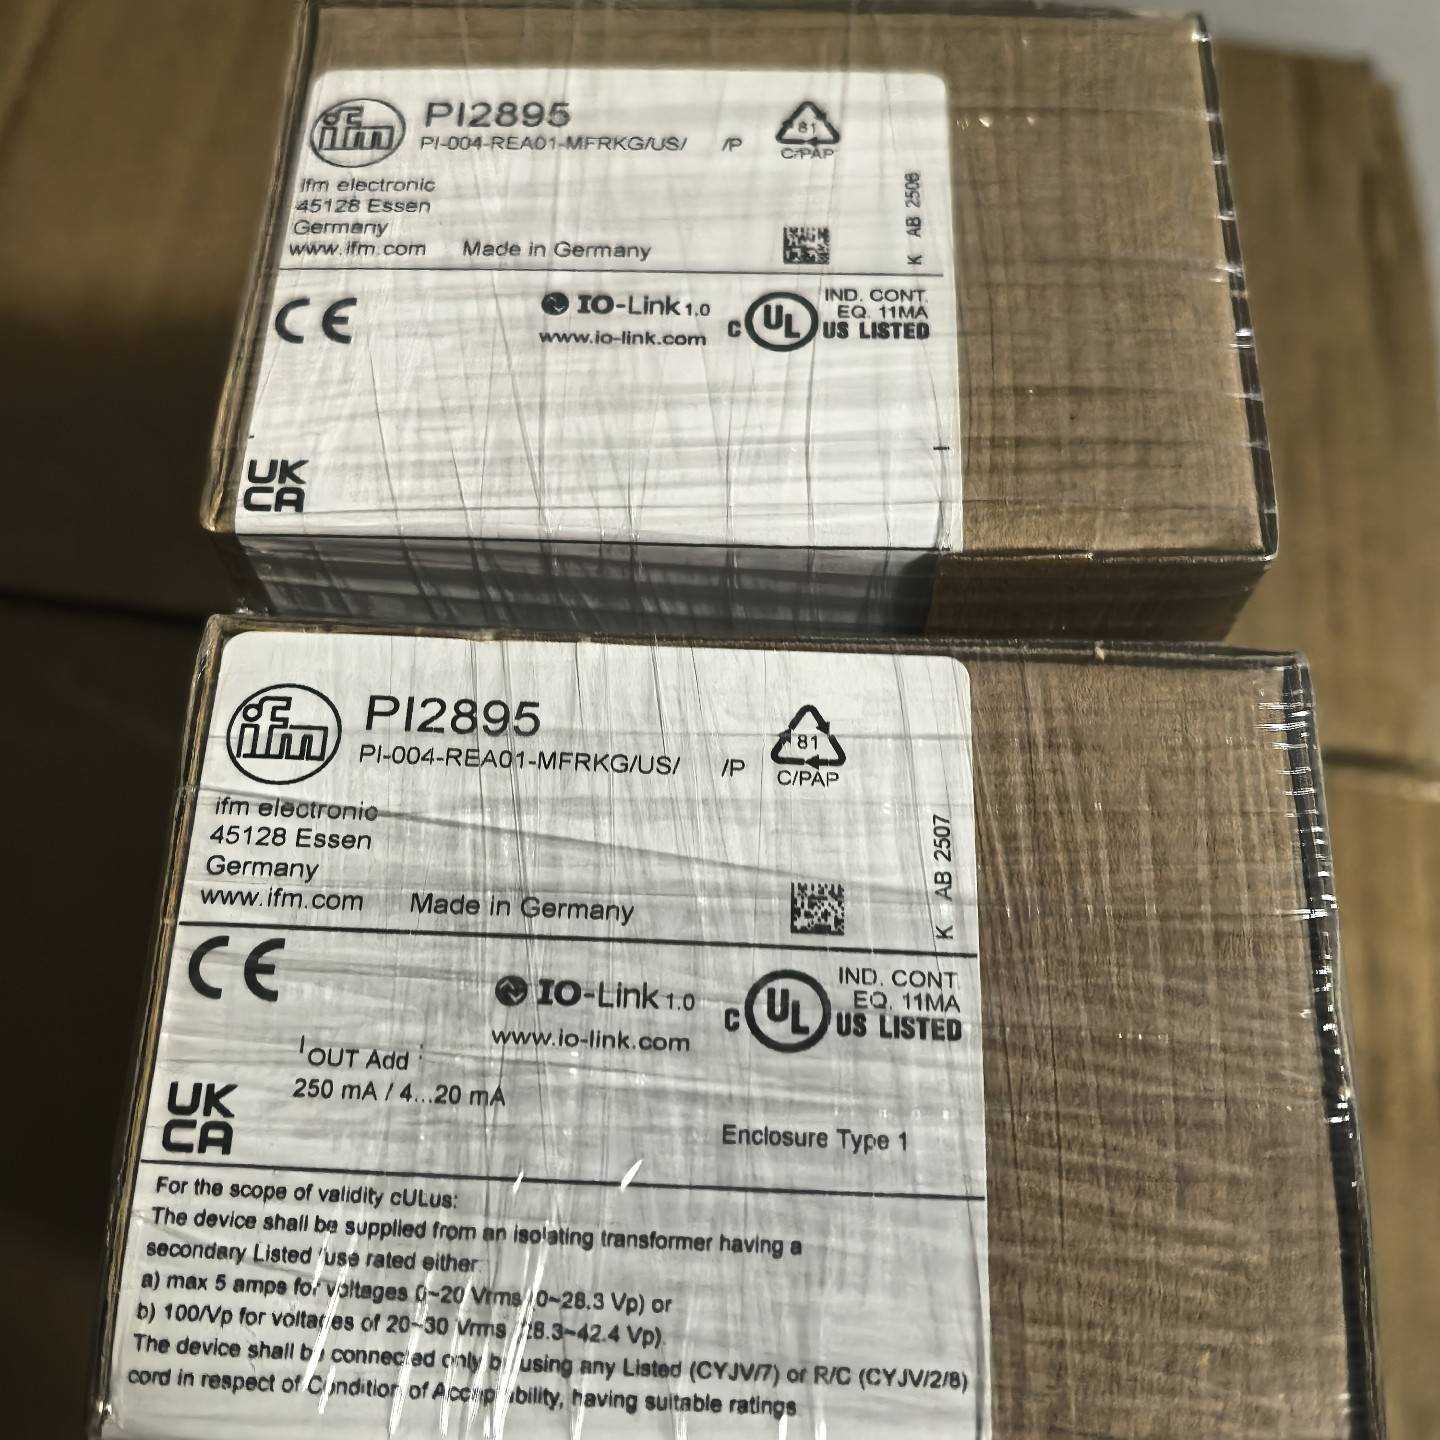 ifm
PI2895
PI-004-REA01-MFRKG/US/ /P
81
C/PAP
ifm electronic
45128 Essen
Germany
www.ifm.com Made in Germany
K AB 2506
CE
IO-Link 1.0
www.io-link.com
C UL US LISTED
IND. CONT.
EQ. 11MA
UK
CA
ifm
PI2895
PI-004-REA01-MFRKG/US/ /P
81
C/PAP
ifm electronic
45128 Essen
Germany
www.ifm.com Made in Germany
K AB 2507
CE
IO-Link 1.0
www.io-link.com
C UL US LISTED
IND. CONT.
EQ. 11MA
IOUT Add :
250 mA / 4...20 mA
UK
CA
Enclosure Type 1
For the scope of validity cULus:
The device shall be supplied from an isolating transformer having a
secondary Listed fuse rated either
a) max 5 amps for voltages 0~20 Vrms (0~28.3 Vp) or
b) 100/Vp for voltages of 20~30 Vrms (28.3~42.4 Vp).
The device shall be connected only by using any Listed (CYJV/7) or R/C (CYJV/2/8)
cord in respect of Condition of Acceptability, having suitable ratings.